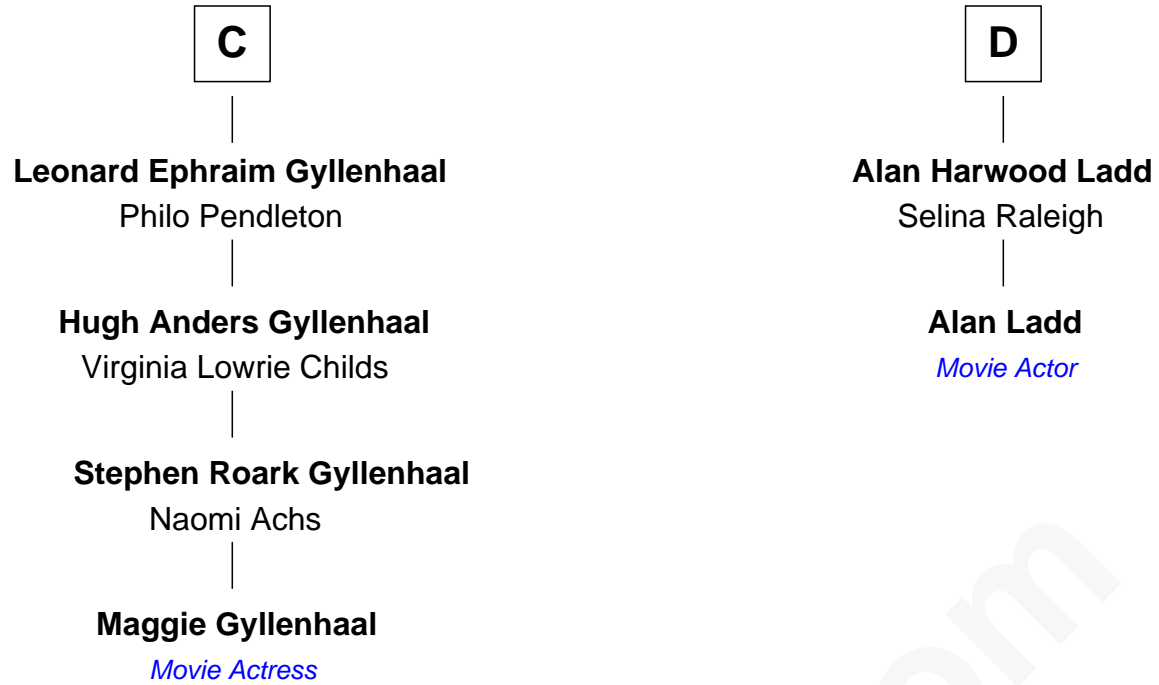 C
Leonard Ephraim Gyllenhaal
Philo Pendleton
Hugh Anders Gyllenhaal
Virginia Lowrie Childs
Stephen Roark Gyllenhaal
Naomi Achs
Maggie Gyllenhaal
Movie Actress
D
Alan Harwood Ladd
Selina Raleigh
Alan Ladd
Movie Actor
om